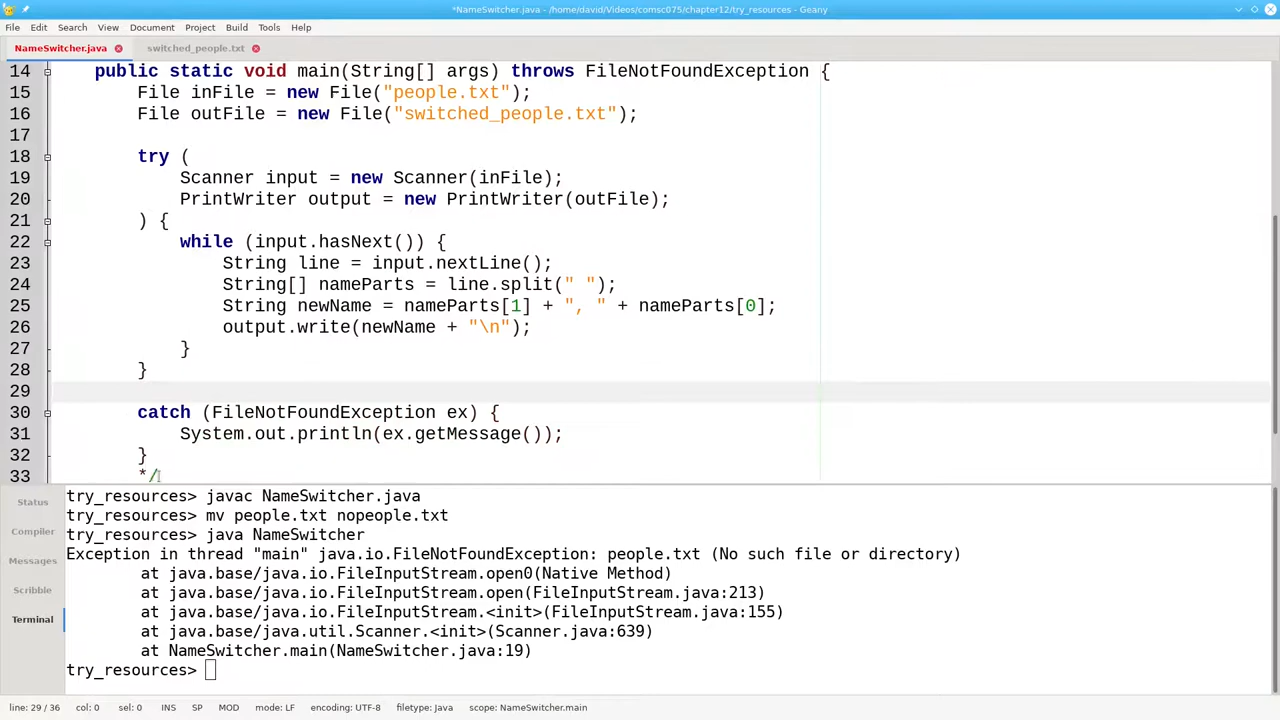 *NameSwitcher.java - /home/david/Videos/comsc075/chapter12/try_resources - Geany
File Edit Search View Document Project Build Tools Help
NameSwitcher.java switched_people.txt
14 public static void main(String[] args) throws FileNotFoundException {
15 File inFile = new File("people.txt");
16 File outFile = new File("switched_people.txt");
17
18 try (
19 Scanner input = new Scanner(inFile);
20 PrintWriter output = new PrintWriter(outFile);
21 ) {
22 while (input.hasNext()) {
23 String line = input.nextLine();
24 String[] nameParts = line.split(" ");
25 String newName = nameParts[1] + ", " + nameParts[0];
26 output.write(newName + "\n");
27 }
28 }
29
30 catch (FileNotFoundException ex) {
31 System.out.println(ex.getMessage());
32 }
33 */
Status
Compiler
Messages
Scribble
Terminal
try_resources> javac NameSwitcher.java
try_resources> mv people.txt nopeople.txt
try_resources> java NameSwitcher
Exception in thread "main" java.io.FileNotFoundException: people.txt (No such file or directory)
at java.base/java.io.FileInputStream.open0(Native Method)
at java.base/java.io.FileInputStream.open(FileInputStream.java:213)
at java.base/java.io.FileInputStream.<init>(FileInputStream.java:155)
at java.base/java.util.Scanner.<init>(Scanner.java:639)
at NameSwitcher.main(NameSwitcher.java:19)
try_resources>
line: 29 / 36 col: 0 sel: 0 INS SP MOD mode: LF encoding: UTF-8 filetype: Java scope: NameSwitcher.main